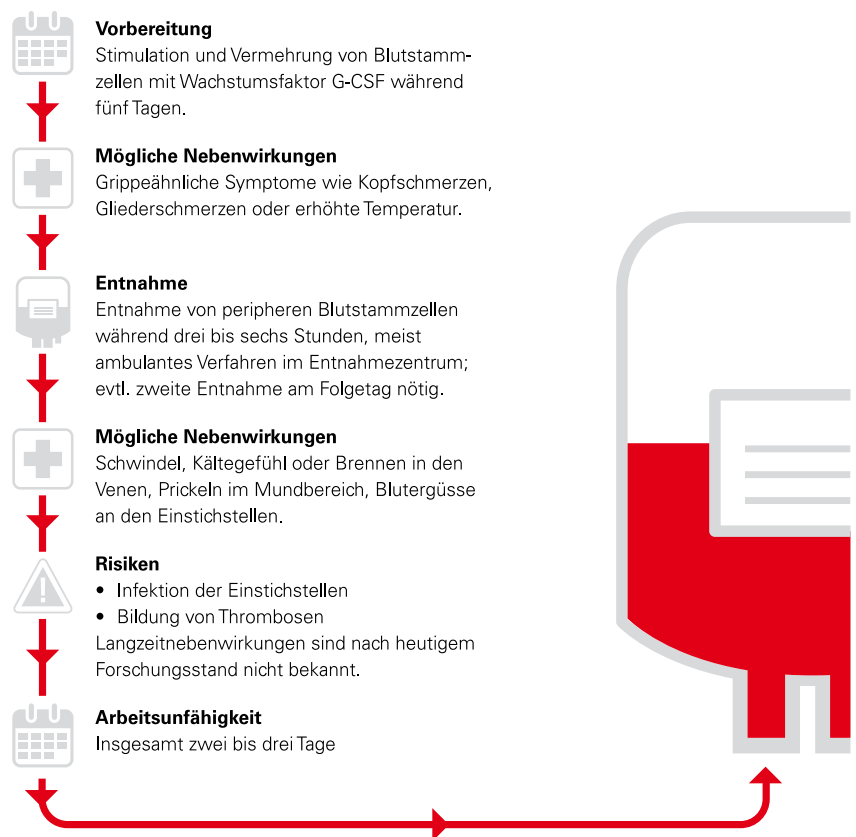 Vorbereitung
Stimulation und Vermehrung von Blutstamm-
zellen mit Wachstumsfaktor G-CSF während
fünf Tagen.
Mögliche Nebenwirkungen
Grippeähnliche Symptome wie Kopfschmerzen,
Gliederschmerzen oder erhöhte Temperatur.
Entnahme
Entnahme von peripheren Blutstammzellen
während drei bis sechs Stunden, meist
ambulantes Verfahren im Entnahmezentrum;
evtl. zweite Entnahme am Folgetag nötig.
Mögliche Nebenwirkungen
Schwindel, Kältegefühl oder Brennen in den
Venen, Prickeln im Mundbereich, Blutergüsse
an den Einstichstellen.
Risiken
• Infektion der Einstichstellen
• Bildung von Thrombosen
Langzeitnebenwirkungen sind nach heutigem
Forschungsstand nicht bekannt.
Arbeitsunfähigkeit
Insgesamt zwei bis drei Tage